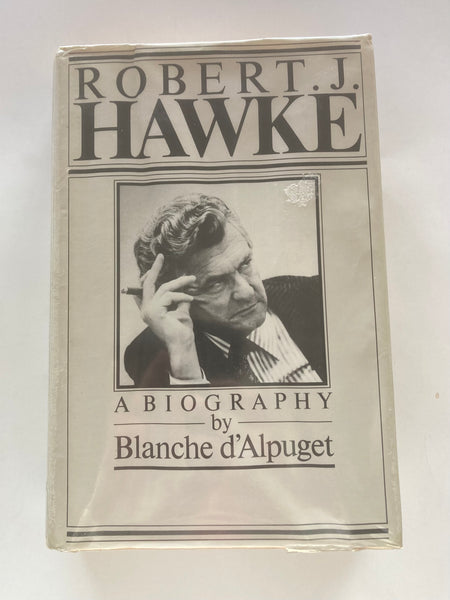 ROBERT. J.
HAWKE
A BIOGRAPHY
by
Blanche d'Alpuget